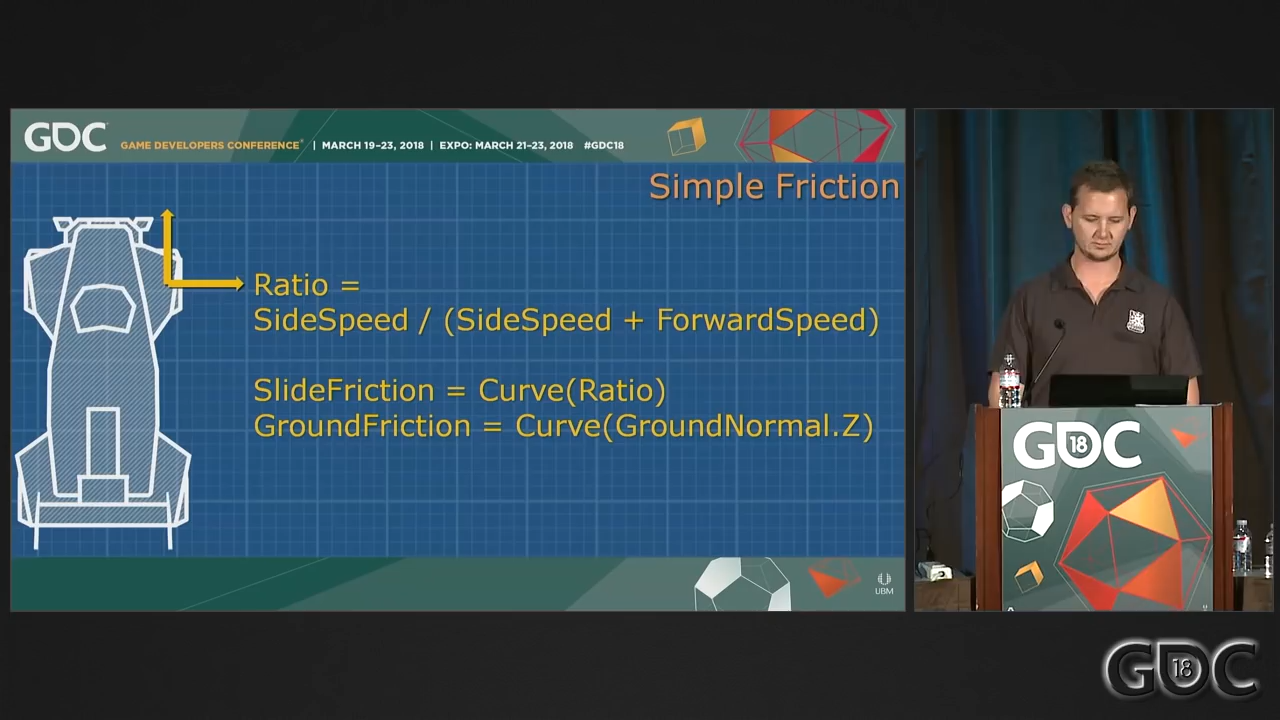 GDC
GAME DEVELOPERS CONFERENCE® | MARCH 19–23, 2018 | EXPO: MARCH 21–23, 2018 #GDC18
Simple Friction
Ratio =
SideSpeed / (SideSpeed + ForwardSpeed)
SlideFriction = Curve(Ratio)
GroundFriction = Curve(GroundNormal.Z)
UBM
GDC
18
GDC
18